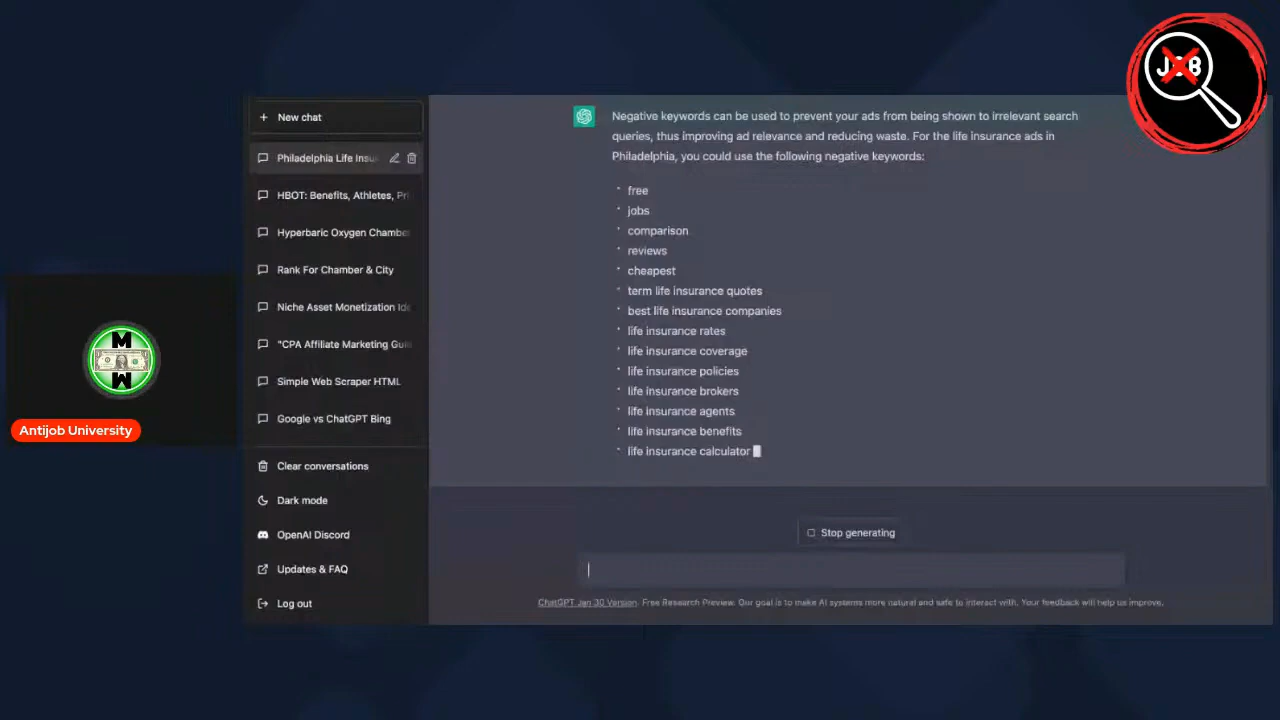 JOB
New chat
Philadelphia Life Insu
HBOT: Benefits, Athletes, Pri
Hyperbaric Oxygen Chamber
Rank For Chamber & City
Niche Asset Monetization Ide
"CPA Affiliate Marketing Gui
Simple Web Scraper HTML
Google vs ChatGPT Bing
Clear conversations
Dark mode
OpenAI Discord
Updates & FAQ
Log out
Negative keywords can be used to prevent your ads from being shown to irrelevant search
queries, thus improving ad relevance and reducing waste. For the life insurance ads in
Philadelphia, you could use the following negative keywords:
• free
• jobs
• comparison
• reviews
• cheapest
• term life insurance quotes
• best life insurance companies
• life insurance rates
• life insurance coverage
• life insurance policies
• life insurance brokers
• life insurance agents
• life insurance benefits
• life insurance calculator
Stop generating
ChatGPT Jan 30 Version. Free Research Preview. Our goal is to make AI systems more natural and safe to interact with. Your feedback will help us improve.
M
W
Antijob University